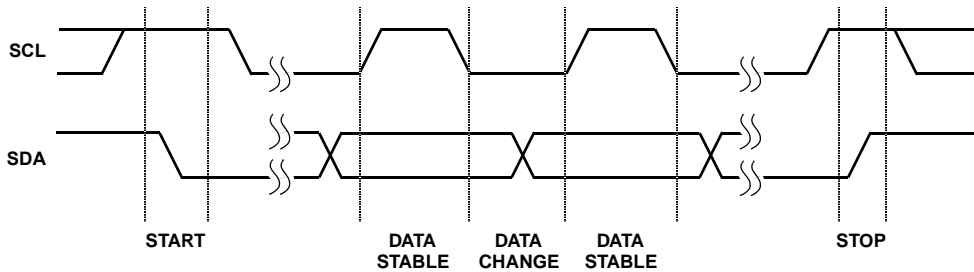 SCL
SDA
START
DATA
STABLE
DATA
CHANGE
DATA
STABLE
STOP